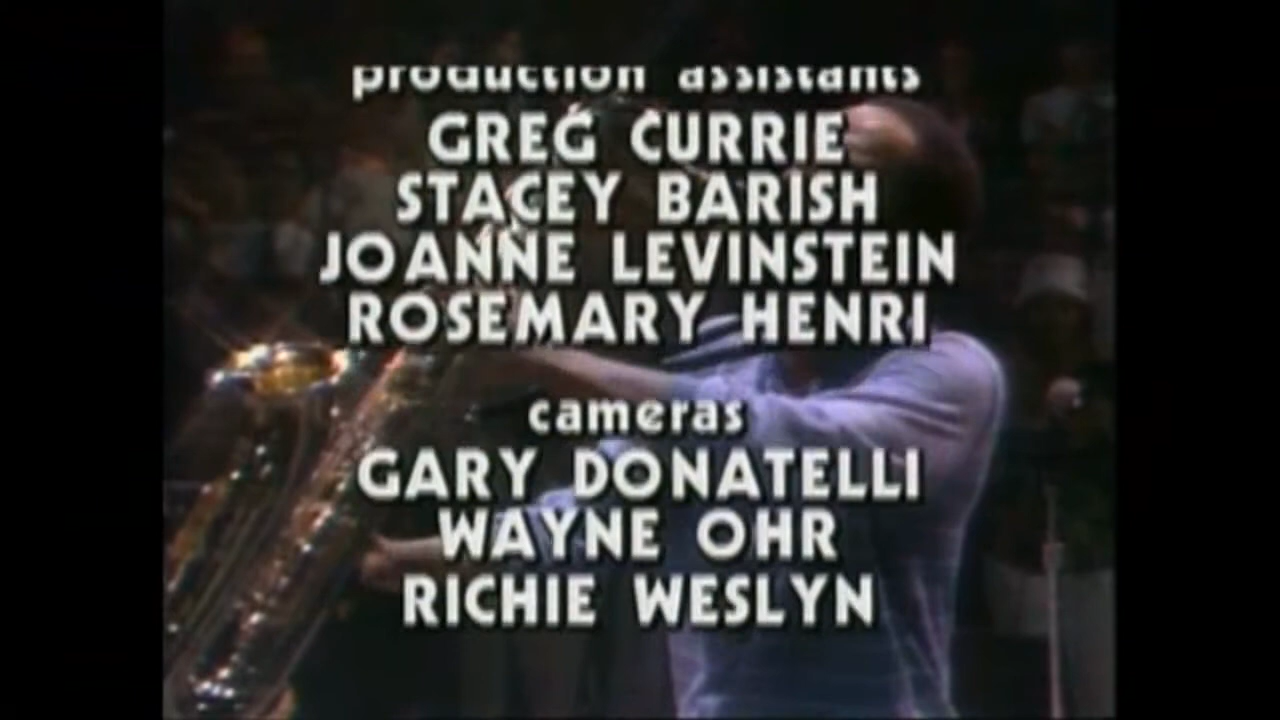 production assistants
GREG CURRIE
STACEY BARISH
JOANNE LEVINSTEIN
ROSEMARY HENRI
cameras
GARY DONATELLI
WAYNE OHR
RICHIE WESLYN